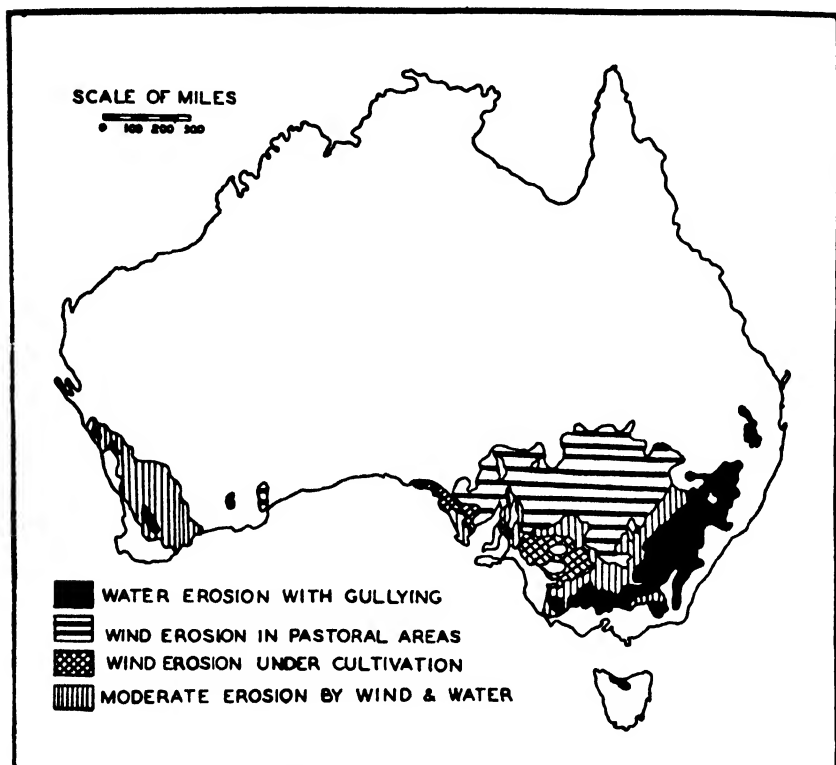 SCALE OF MILES
0 100 200 300
WATER EROSION WITH GULLYING
WIND EROSION IN PASTORAL AREAS
WIND EROSION UNDER CULTIVATION
MODERATE EROSION BY WIND & WATER